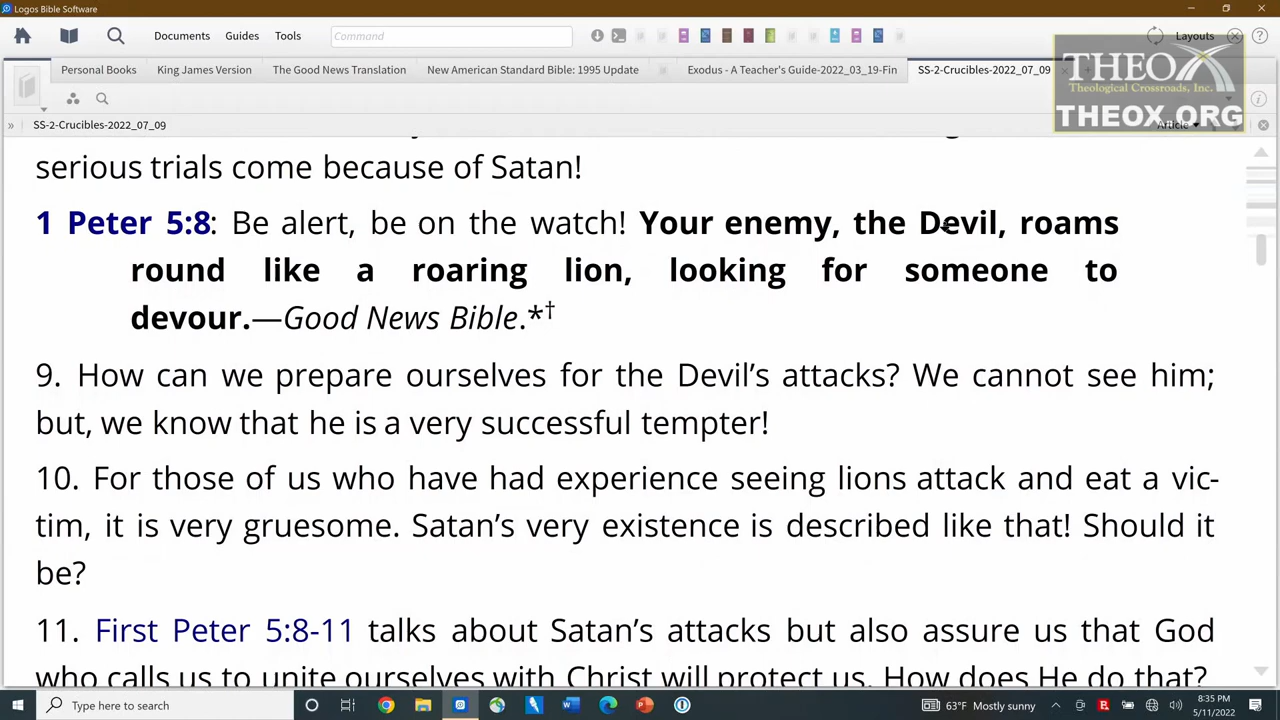 Logos Bible Software
Documents Guides Tools Command Layouts
Personal Books King James Version The Good News New American Standard Bible: 1995 Update Exodus - A Teacher's Guide-2022_03_19-Fin SS-2-Crucibles-2022_07_09
THEOX
Theological Crossroads, Inc.
THEOX.ORG
SS-2-Crucibles-2022_07_09 Article
serious trials come because of Satan!
1 Peter 5:8: Be alert, be on the watch! Your enemy, the Devil, roams
round like a roaring lion, looking for someone to
devour.—Good News Bible.*†
9. How can we prepare ourselves for the Devil's attacks? We cannot see him;
but, we know that he is a very successful tempter!
10. For those of us who have had experience seeing lions attack and eat a vic-
tim, it is very gruesome. Satan's very existence is described like that! Should it
be?
11. First Peter 5:8-11 talks about Satan's attacks but also assure us that God
who calls us to unite ourselves with Christ will protect us. How does He do that?
Type here to search 63°F Mostly sunny 8:35 PM
5/11/2022